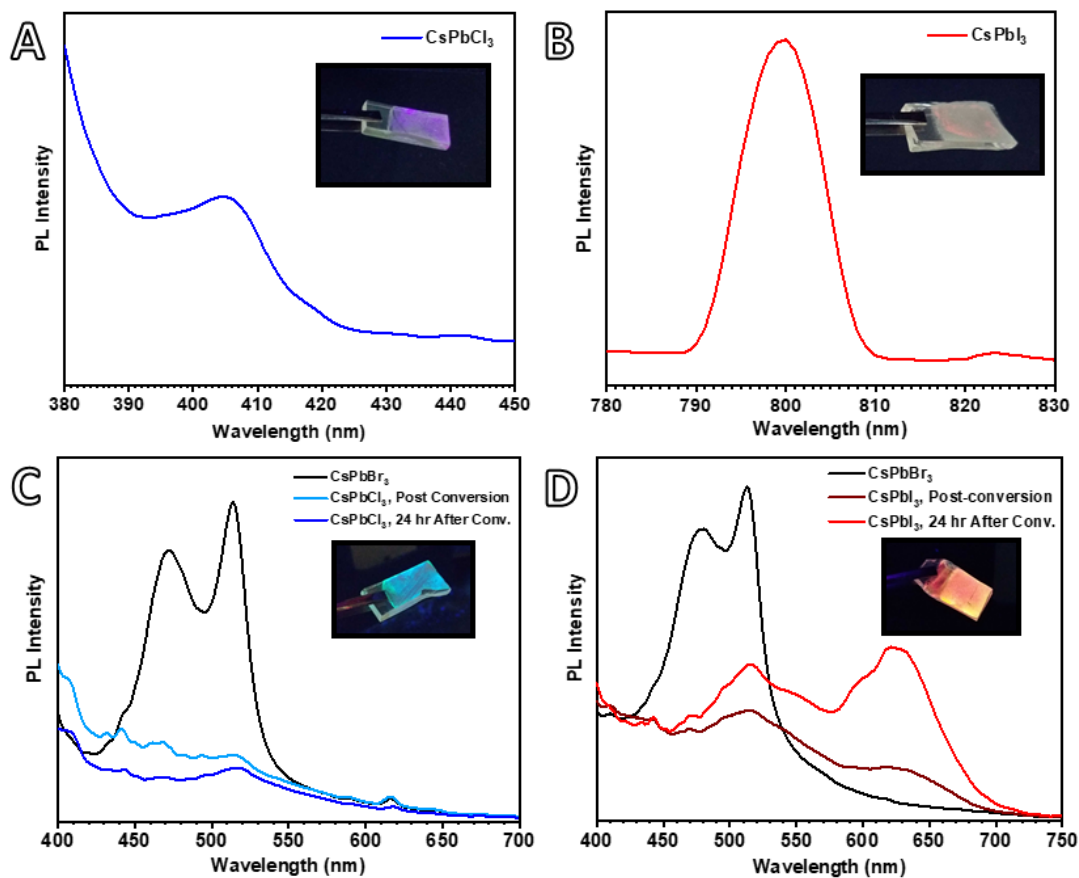 A
CsPbCl3
PL Intensity
380 390 400 410 420 430 440 450
Wavelength (nm)
B
CsPbI3
PL Intensity
780 790 800 810 820 830
Wavelength (nm)
C
CsPbBr3
CsPbCl3, Post Conversion
CsPbCl3, 24 hr After Conv.
PL Intensity
400 450 500 550 600 650 700
Wavelength (nm)
D
CsPbBr3
CsPbI3, Post-conversion
CsPbI3, 24 hr After Conv.
PL Intensity
400 450 500 550 600 650 700 750
Wavelength (nm)